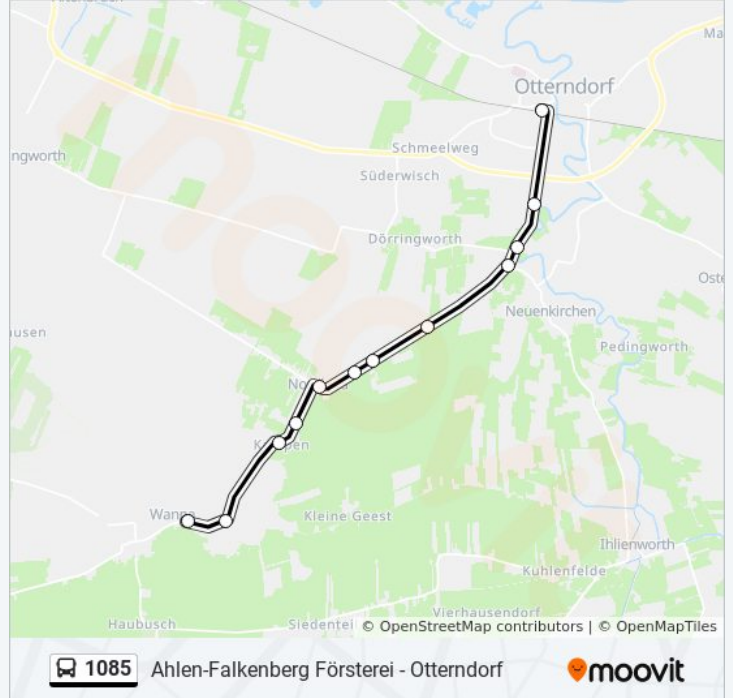 Otterndorf
ngworth
Schmeelweg
Süderwisch
Dörringworth
Neuenkirchen
Pedingworth
Kleine Geest
Ihlienworth
Kuhlenfelde
Vierhausendorf
Haubusch
Siedentei
© OpenStreetMap contributors | © OpenMapTiles
1085 Ahlen-Falkenberg Försterei - Otterndorf
moovit